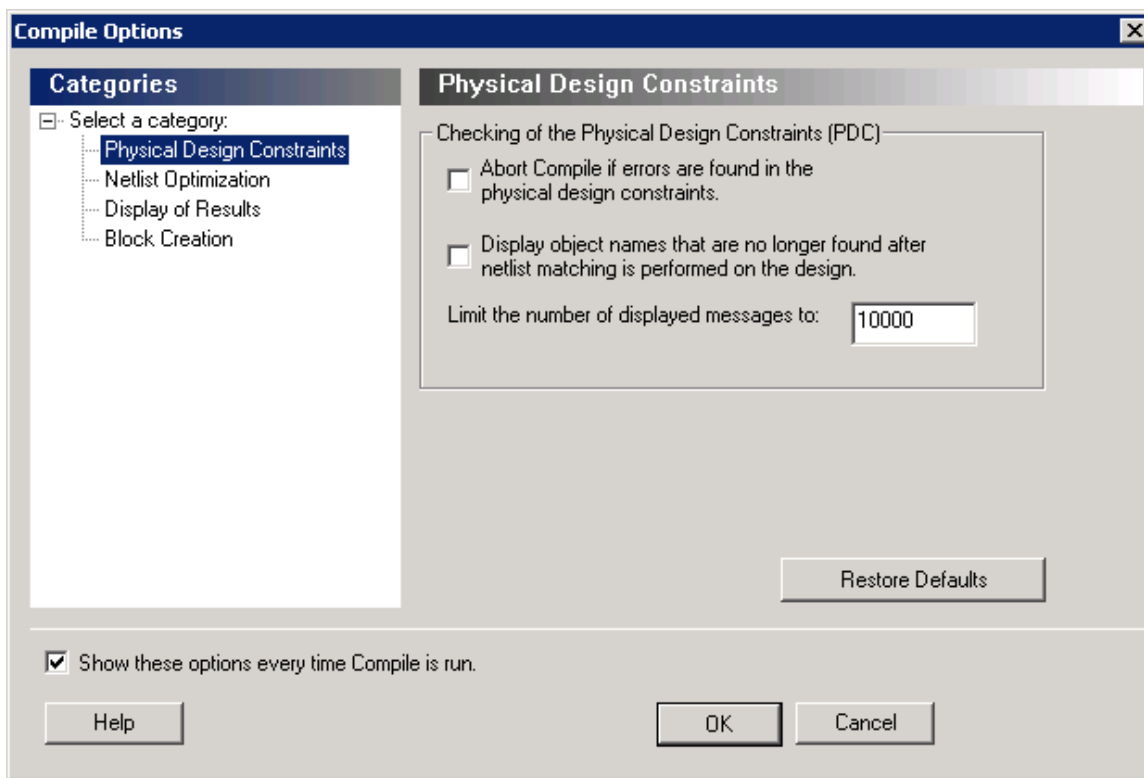 Compile Options
Categories
Select a category:
Physical Design Constraints
Netlist Optimization
Display of Results
Block Creation
Physical Design Constraints
Checking of the Physical Design Constraints (PDC)
Abort Compile if errors are found in the
physical design constraints.
Display object names that are no longer found after
netlist matching is performed on the design.
Limit the number of displayed messages to:
10000
Restore Defaults
Show these options every time Compile is run.
Help
OK
Cancel